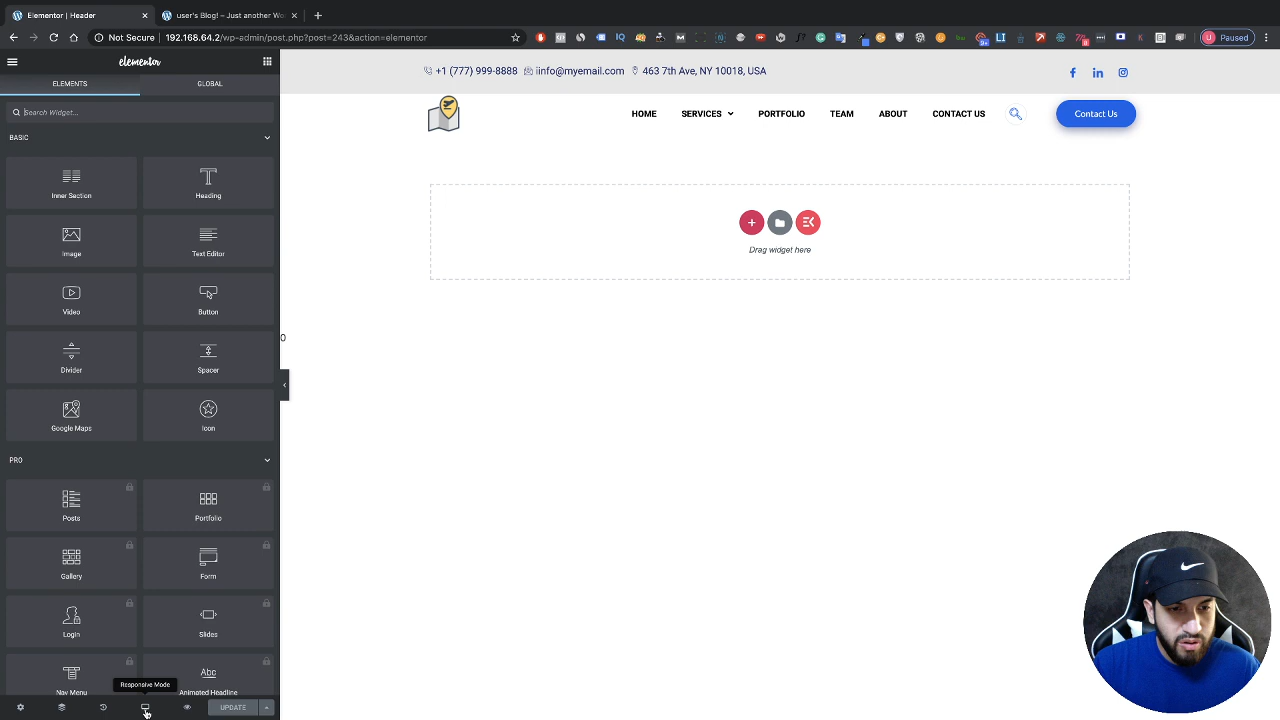 Elementor | Header
user's Blog! – Just another Wo
Not Secure
192.168.64.2/wp-admin/post.php?post=243&action=elementor
U
Paused
elementor
ELEMENTS
GLOBAL
Search Widget...
BASIC
Inner Section
Heading
Image
Text Editor
Video
Button
Divider
Spacer
Google Maps
Icon
PRO
Posts
Portfolio
Gallery
Form
Login
Slides
Nav Menu
Abc
Animated Headline
Responsive Mode
UPDATE
+1 (777) 999-8888
iinfo@myemail.com
463 7th Ave, NY 10018, USA
HOME
SERVICES
PORTFOLIO
TEAM
ABOUT
CONTACT US
Contact Us
Drag widget here
0